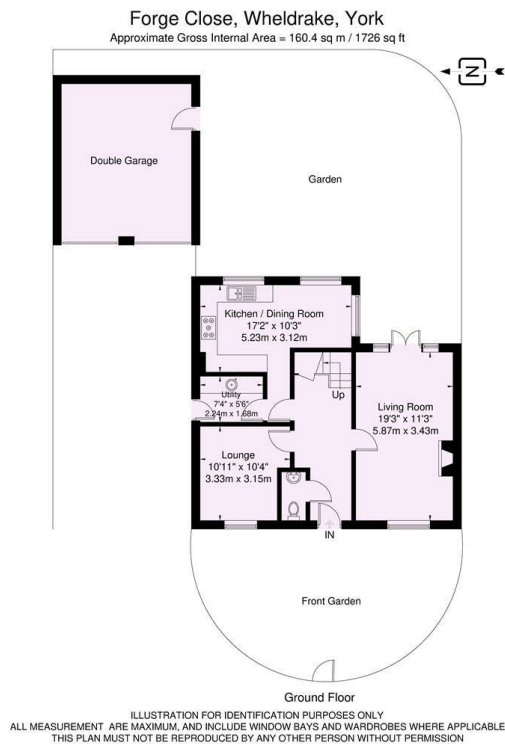 Forge Close, Wheldrake, York
Approximate Gross Internal Area = 160.4 sq m / 1726 sq ft
N
Double Garage
Garden
Kitchen / Dining Room
17'2" x 10'3"
5.23m x 3.12m
Utility
7'4" x 5'6"
2.24m x 1.68m
Up
Living Room
19'3" x 11'3"
5.87m x 3.43m
Lounge
10'11" x 10'4"
3.33m x 3.15m
IN
Front Garden
Ground Floor
ILLUSTRATION FOR IDENTIFICATION PURPOSES ONLY
ALL MEASUREMENT ARE MAXIMUM, AND INCLUDE WINDOW BAYS AND WARDROBES WHERE APPLICABLE
THIS PLAN MUST NOT BE REPRODUCED BY ANY OTHER PERSON WITHOUT PERMISSION